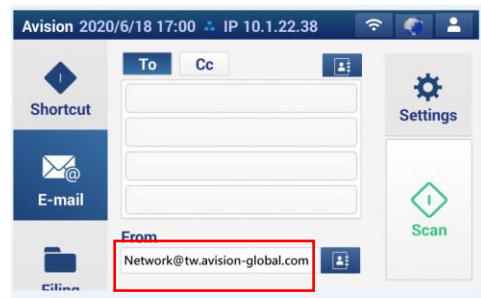 Avision 2020/6/18 17:00 IP 10.1.22.38
To Cc
Shortcut
Settings
E-mail
Scan
From
Network@tw.avision-global.com
Filing